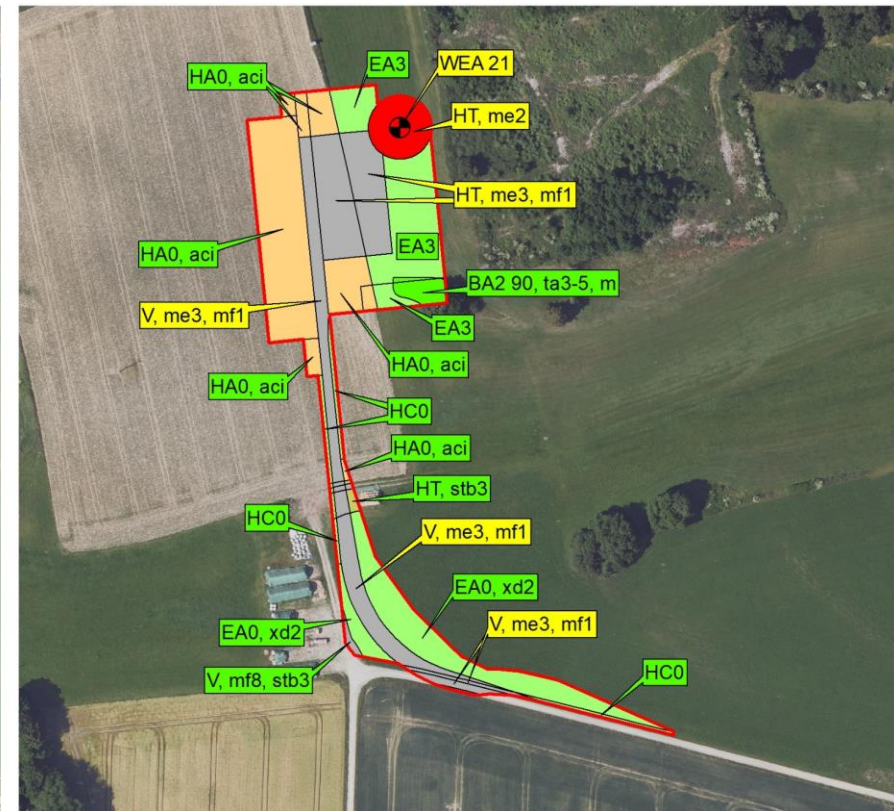 EA3
WEA 21
HA0, aci
HT, me2
HT, me3, mf1
HA0, aci
EA3
BA2 90, ta3-5, m
V, me3, mf1
EA3
HA0, aci
HA0, aci
HC0
HA0, aci
HT, stb3
HC0
V, me3, mf1
EA0, xd2
V, me3, mf1
EA0, xd2
HC0
V, mf8, stb3